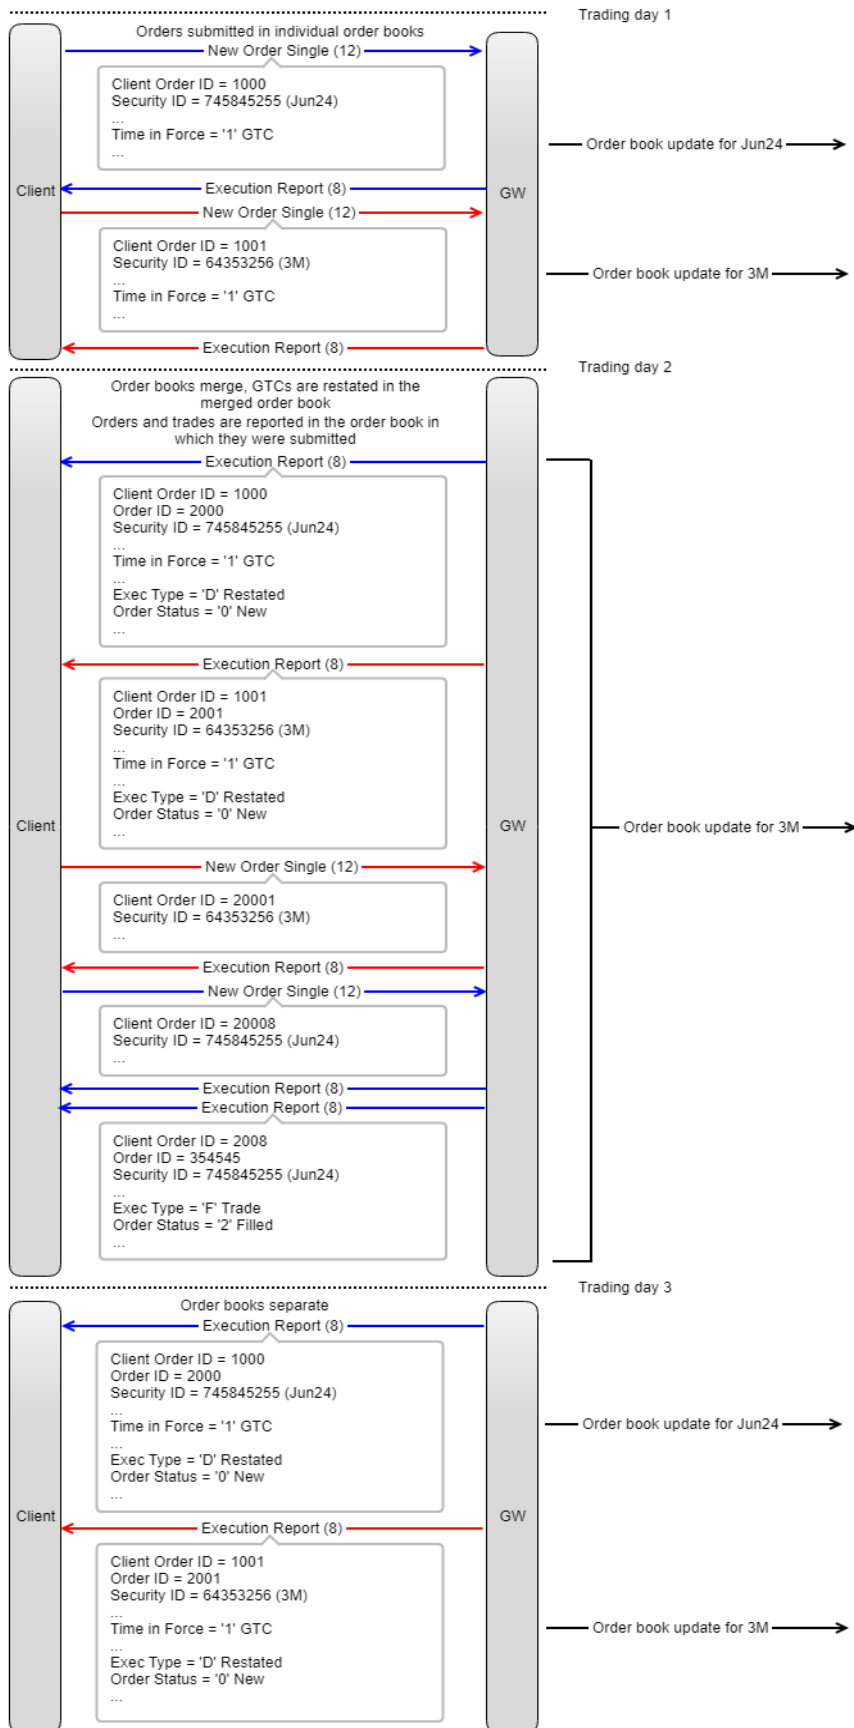 Trading day 1
Orders submitted in individual order books
New Order Single (12)
Client Order ID = 1000
Security ID = 745845255 (Jun24)
...
Time in Force = '1' GTC
...
Order book update for Jun24
Client
Execution Report (8)
GW
New Order Single (12)
Client Order ID = 1001
Security ID = 64353256 (3M)
...
Time in Force = '1' GTC
...
Order book update for 3M
Execution Report (8)
Trading day 2
Order books merge, GTCs are restated in the
merged order book
Orders and trades are reported in the order book in
which they were submitted
Execution Report (8)
Client Order ID = 1000
Order ID = 2000
Security ID = 745845255 (Jun24)
...
Time in Force = '1' GTC
...
Exec Type = 'D' Restated
Order Status = '0' New
...
Execution Report (8)
Client Order ID = 1001
Order ID = 2001
Security ID = 64353256 (3M)
...
Time in Force = '1' GTC
...
Exec Type = 'D' Restated
Order Status = '0' New
...
Client
GW
Order book update for 3M
New Order Single (12)
Client Order ID = 20001
Security ID = 64353256 (3M)
...
Execution Report (8)
New Order Single (12)
Client Order ID = 20008
Security ID = 745845255 (Jun24)
...
Execution Report (8)
Execution Report (8)
Client Order ID = 2008
Order ID = 354545
Security ID = 745845255 (Jun24)
...
Exec Type = 'F' Trade
Order Status = '2' Filled
...
Trading day 3
Order books separate
Execution Report (8)
Client Order ID = 1000
Order ID = 2000
Security ID = 745845255 (Jun24)
...
Time in Force = '1' GTC
...
Exec Type = 'D' Restated
Order Status = '0' New
...
Order book update for Jun24
Client
GW
Execution Report (8)
Client Order ID = 1001
Order ID = 2001
Security ID = 64353256 (3M)
...
Time in Force = '1' GTC
...
Exec Type = 'D' Restated
Order Status = '0' New
...
Order book update for 3M